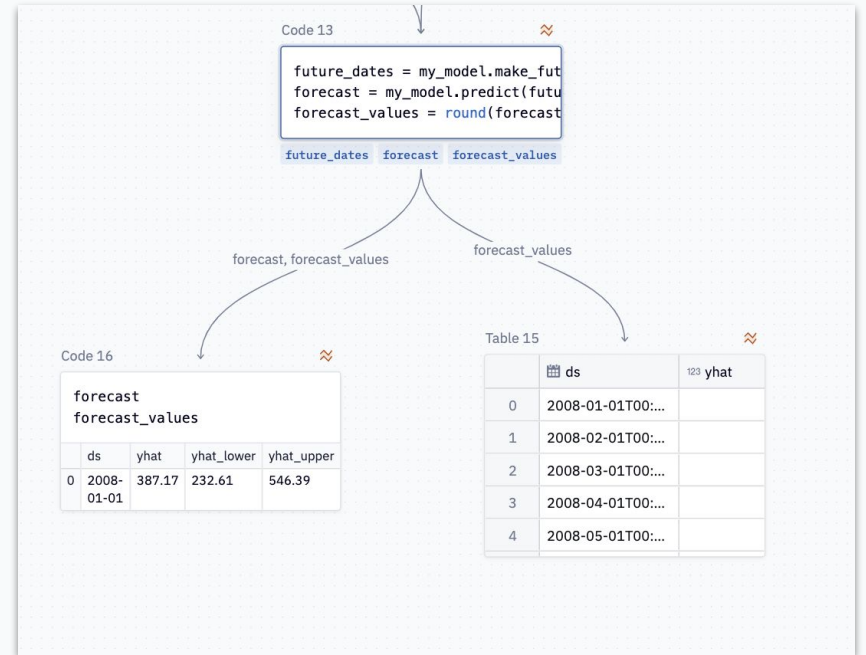 Code 13
future_dates = my_model.make_fut
forecast = my_model.predict(futu
forecast_values = round(forecast
future_dates forecast forecast_values
forecast, forecast_values
forecast_values
Code 16
forecast
forecast_values
ds yhat yhat_lower yhat_upper
0 2008-01-01 387.17 232.61 546.39
Table 15
ds 123 yhat
0 2008-01-01T00:...
1 2008-02-01T00:...
2 2008-03-01T00:...
3 2008-04-01T00:...
4 2008-05-01T00:...